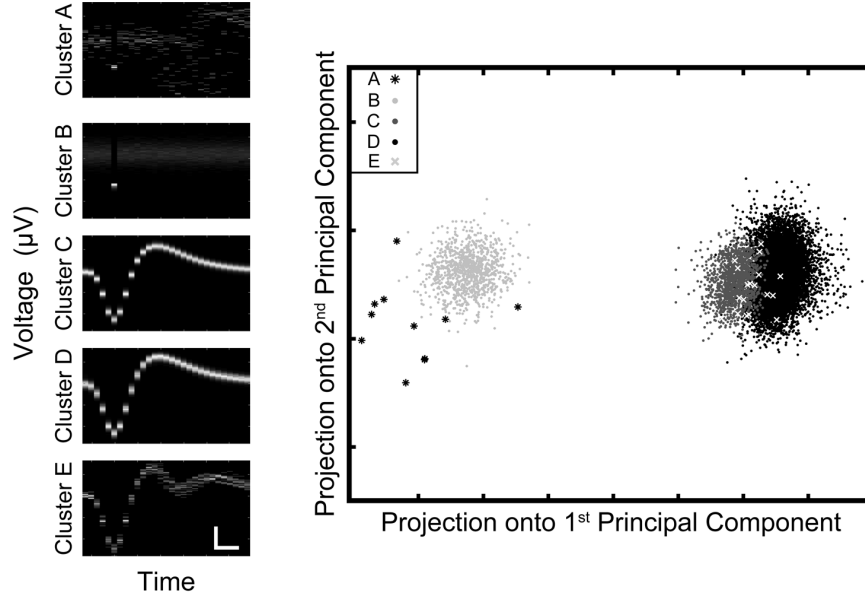 Cluster A
Cluster B
Cluster C
Cluster D
Cluster E
Voltage (μV)
Time
A
B
C
D
E
Projection onto 2nd Principal Component
Projection onto 1st Principal Component